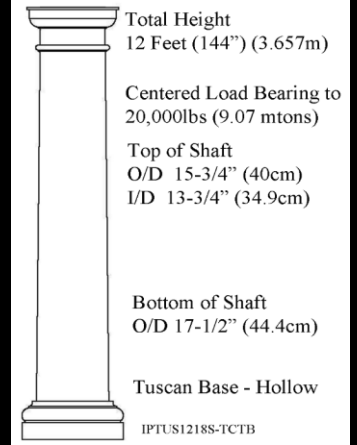 Total Height
12 Feet (144”) (3.657m)
Centered Load Bearing to
20,000lbs (9.07 mtons)
Top of Shaft
O/D 15-3/4” (40cm)
I/D 13-3/4” (34.9cm)
Bottom of Shaft
O/D 17-1/2” (44.4cm)
Tuscan Base - Hollow
IPTUS1218S-TCTB